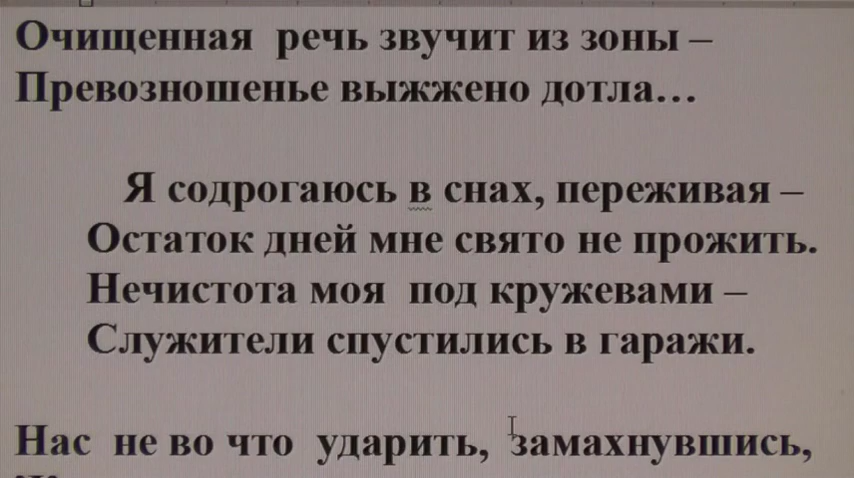 Очищенная речь звучит из зоны –
Превозношенье выжжено дотла…
Я содрогаюсь в снах, переживая –
Остаток дней мне свято не прожить.
Нечистота моя под кружевами –
Служители спустились в гаражи.
Нас не во что ударить, замахнувшись,